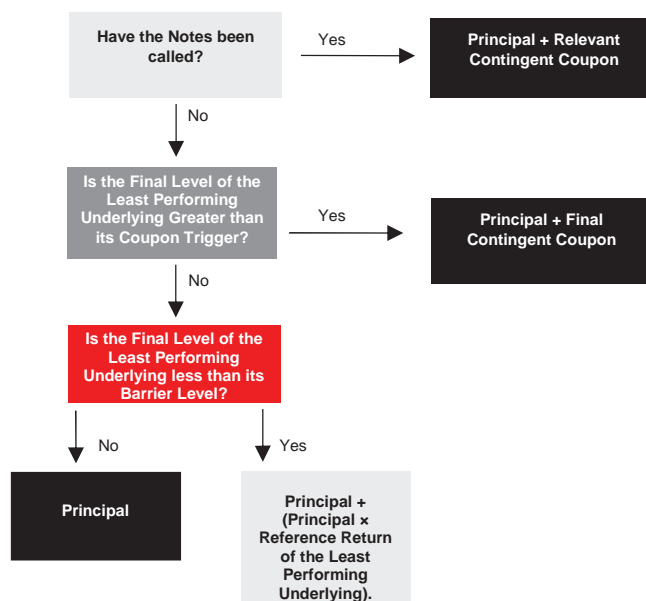 Have the Notes been
called?
Yes
Principal + Relevant
Contingent Coupon
No
Is the Final Level of the
Least Performing
Underlying Greater than
its Coupon Trigger?
Yes
Principal + Final
Contingent Coupon
No
Is the Final Level of the
Least Performing
Underlying less than its
Barrier Level?
No
Yes
Principal
Principal +
(Principal ×
Reference Return
of the Least
Performing
Underlying).